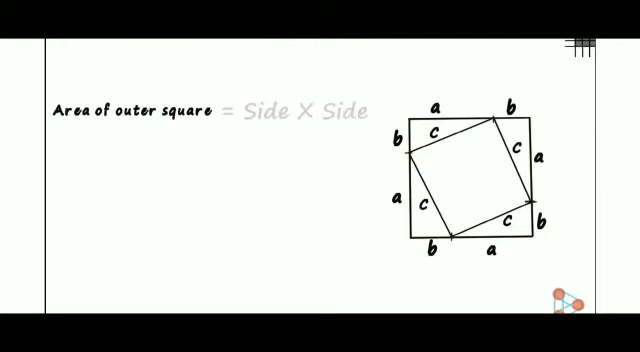 Area of outer square = Side X Side
a b
b c
c a
a c
c b
b a